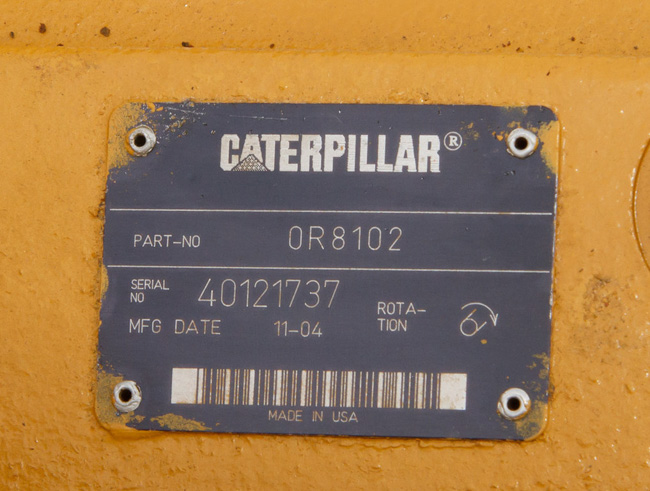 CATERPILLAR®
PART-NO 0R8102
SERIAL NO 40121737
MFG DATE 11-04 ROTA-TION
MADE IN USA